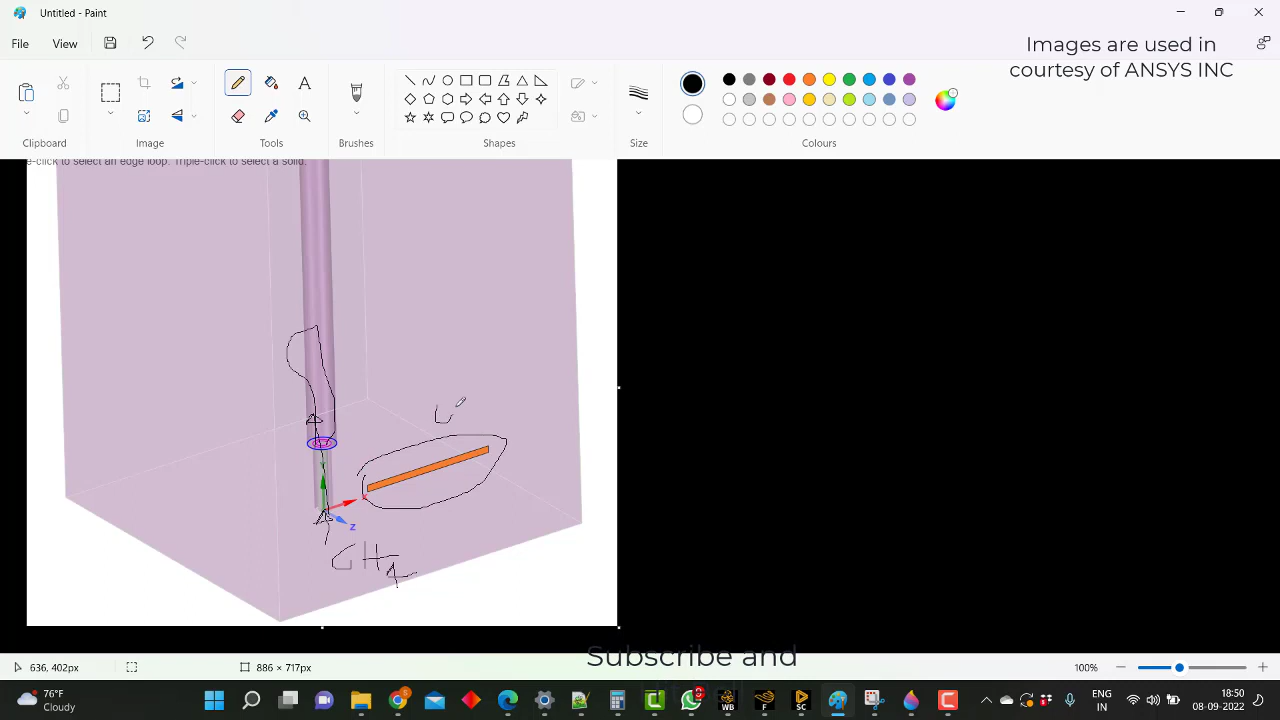 Untitled - Paint
File View
Images are used in
courtesy of ANSYS INC
A
Clipboard Image Tools Brushes Shapes Size Colours
e-click to select an edge loop. Triple-click to select a solid.
x
z
CH4
636, 402px 886 × 717px 100%
Subscribe and
76°F
Cloudy
WB F SC
ENG
IN
18:50
08-09-2022